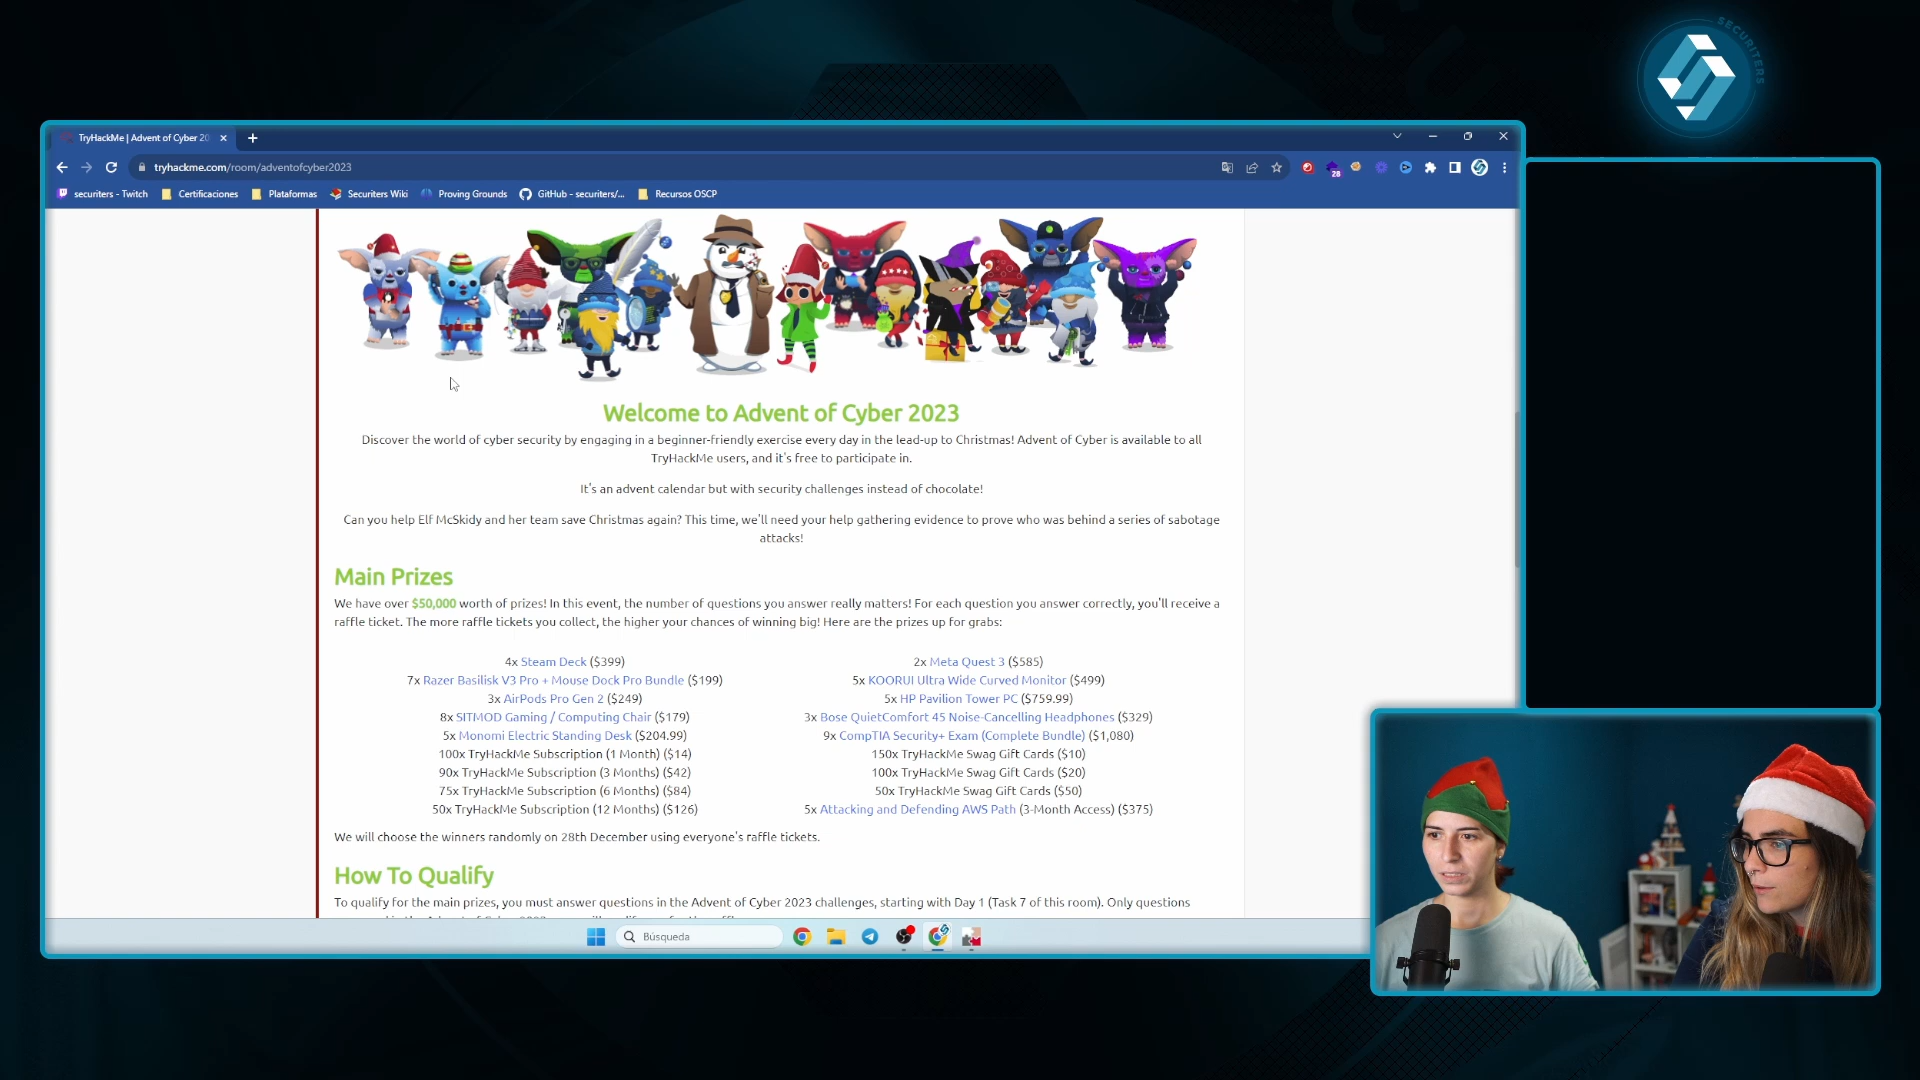 SECURITERS
TryHackMe | Advent of Cyber 20
tryhackme.com/room/adventofcyber2023
28
securiters - Twitch
Certificaciones
Plataformas
Securiters Wiki
Proving Grounds
GitHub - securiters/...
Recursos OSCP
Welcome to Advent of Cyber 2023
Discover the world of cyber security by engaging in a beginner-friendly exercise every day in the lead-up to Christmas! Advent of Cyber is available to all
TryHackMe users, and it's free to participate in.
It's an advent calendar but with security challenges instead of chocolate!
Can you help Elf McSkidy and her team save Christmas again? This time, we'll need your help gathering evidence to prove who was behind a series of sabotage
attacks!
Main Prizes
We have over $50,000 worth of prizes! In this event, the number of questions you answer really matters! For each question you answer correctly, you'll receive a
raffle ticket. The more raffle tickets you collect, the higher your chances of winning big! Here are the prizes up for grabs:
4x Steam Deck ($399)
7x Razer Basilisk V3 Pro + Mouse Dock Pro Bundle ($199)
3x AirPods Pro Gen 2 ($249)
8x SITMOD Gaming / Computing Chair ($179)
5x Monomi Electric Standing Desk ($204.99)
100x TryHackMe Subscription (1 Month) ($14)
90x TryHackMe Subscription (3 Months) ($42)
75x TryHackMe Subscription (6 Months) ($84)
50x TryHackMe Subscription (12 Months) ($126)
2x Meta Quest 3 ($585)
5x KOORUI Ultra Wide Curved Monitor ($499)
5x HP Pavilion Tower PC ($759.99)
3x Bose QuietComfort 45 Noise-Cancelling Headphones ($329)
9x CompTIA Security+ Exam (Complete Bundle) ($1,080)
150x TryHackMe Swag Gift Cards ($10)
100x TryHackMe Swag Gift Cards ($20)
50x TryHackMe Swag Gift Cards ($50)
5x Attacking and Defending AWS Path (3-Month Access) ($375)
We will choose the winners randomly on 28th December using everyone's raffle tickets.
How To Qualify
To qualify for the main prizes, you must answer questions in the Advent of Cyber 2023 challenges, starting with Day 1 (Task 7 of this room). Only questions
Búsqueda